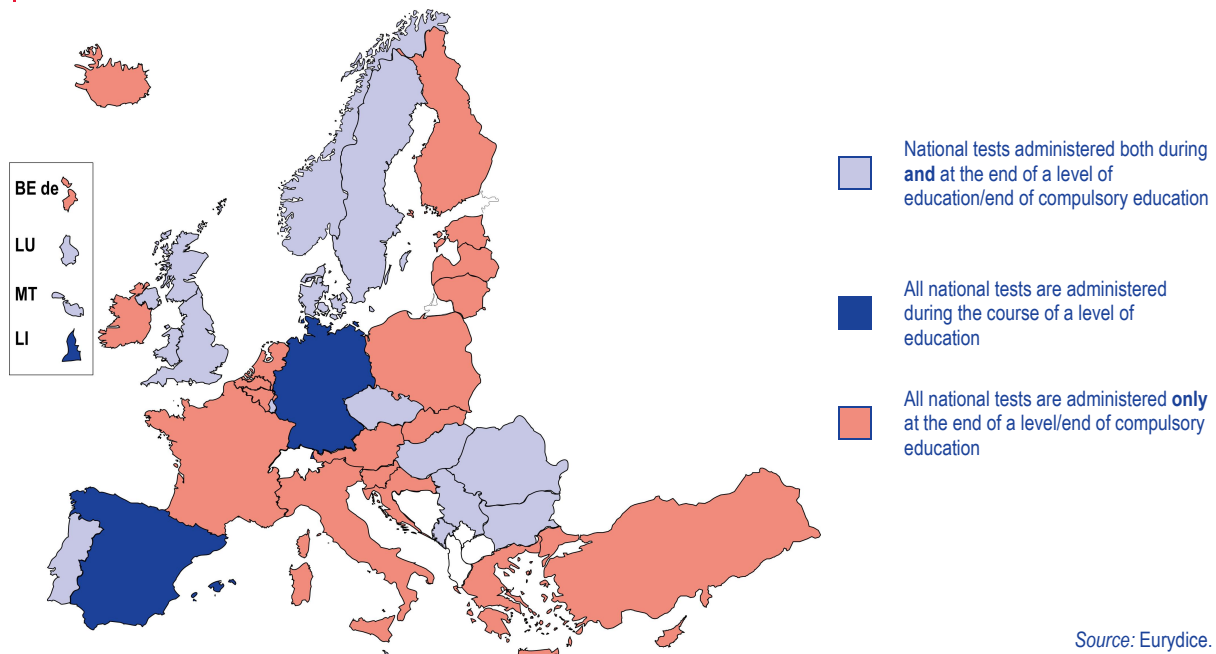 BE de
LU
MT
LI
National tests administered both during
and at the end of a level of
education/end of compulsory education
All national tests are administered
during the course of a level of
education
All national tests are administered only
at the end of a level/end of compulsory
education
Source: Eurydice.